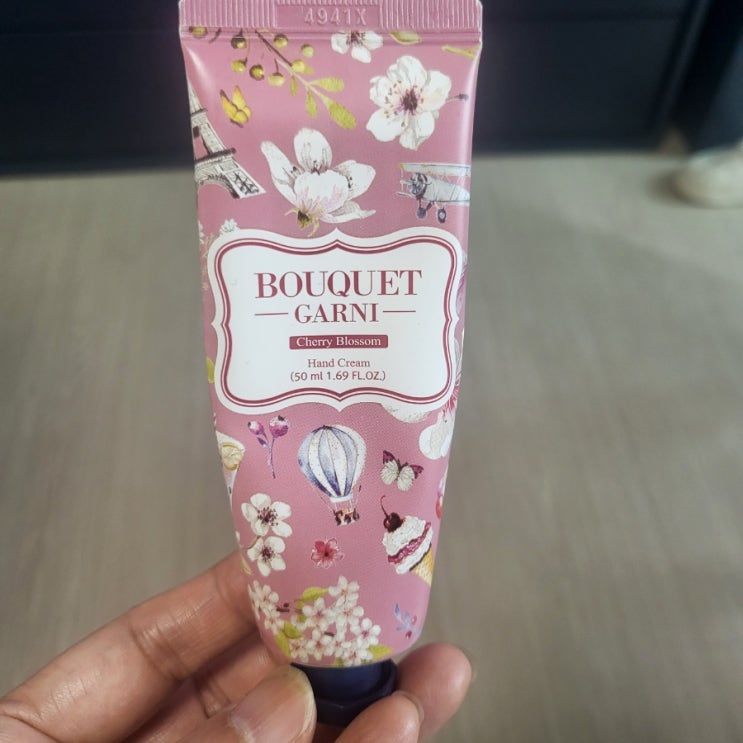 4941X
BOUQUET
GARNI
Cherry Blossom
Hand Cream
(50 ml 1.69 FL.OZ.)